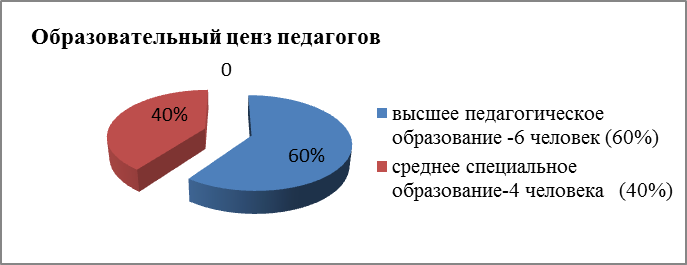 Образовательный ценз педагогов
0
40%
60%
высшее педагогическое
образование -6 человек (60%)
среднее специальное
образование-4 человека (40%)